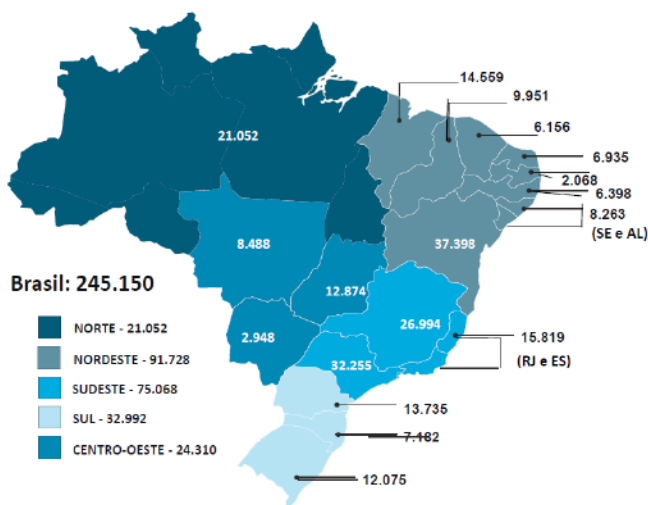 14.559
9.951
21.052
6.156
6.935
2.068
6.398
8.263
(SE e AL)
8.488
37.398
Brasil: 245.150
12.874
NORTE - 21.052
26.994
NORDESTE - 91.728
2.948
15.819
SUDESTE - 75.068
32.255
(RJ e ES)
SUL - 32.992
13.735
CENTRO-OESTE - 24.310
7.182
12.075